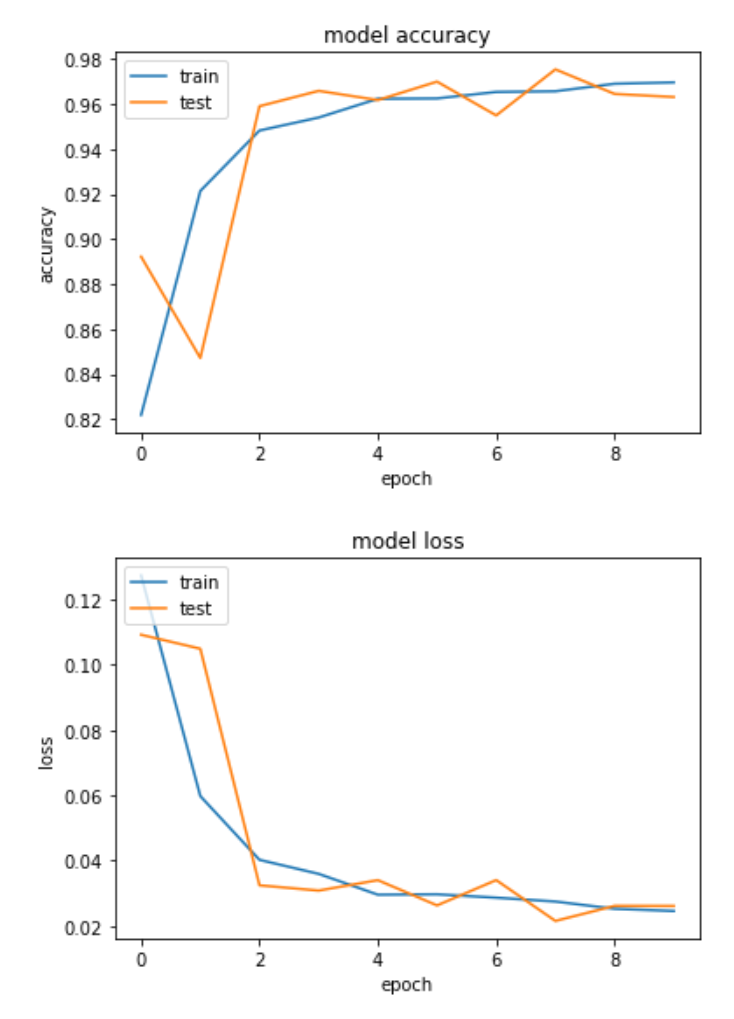 model accuracy
0.98
0.96
0.94
0.92
0.90
0.88
0.86
0.84
0.82
accuracy
train
test
0 2 4 6 8
epoch
model loss
0.12
0.10
0.08
0.06
0.04
0.02
loss
train
test
0 2 4 6 8
epoch